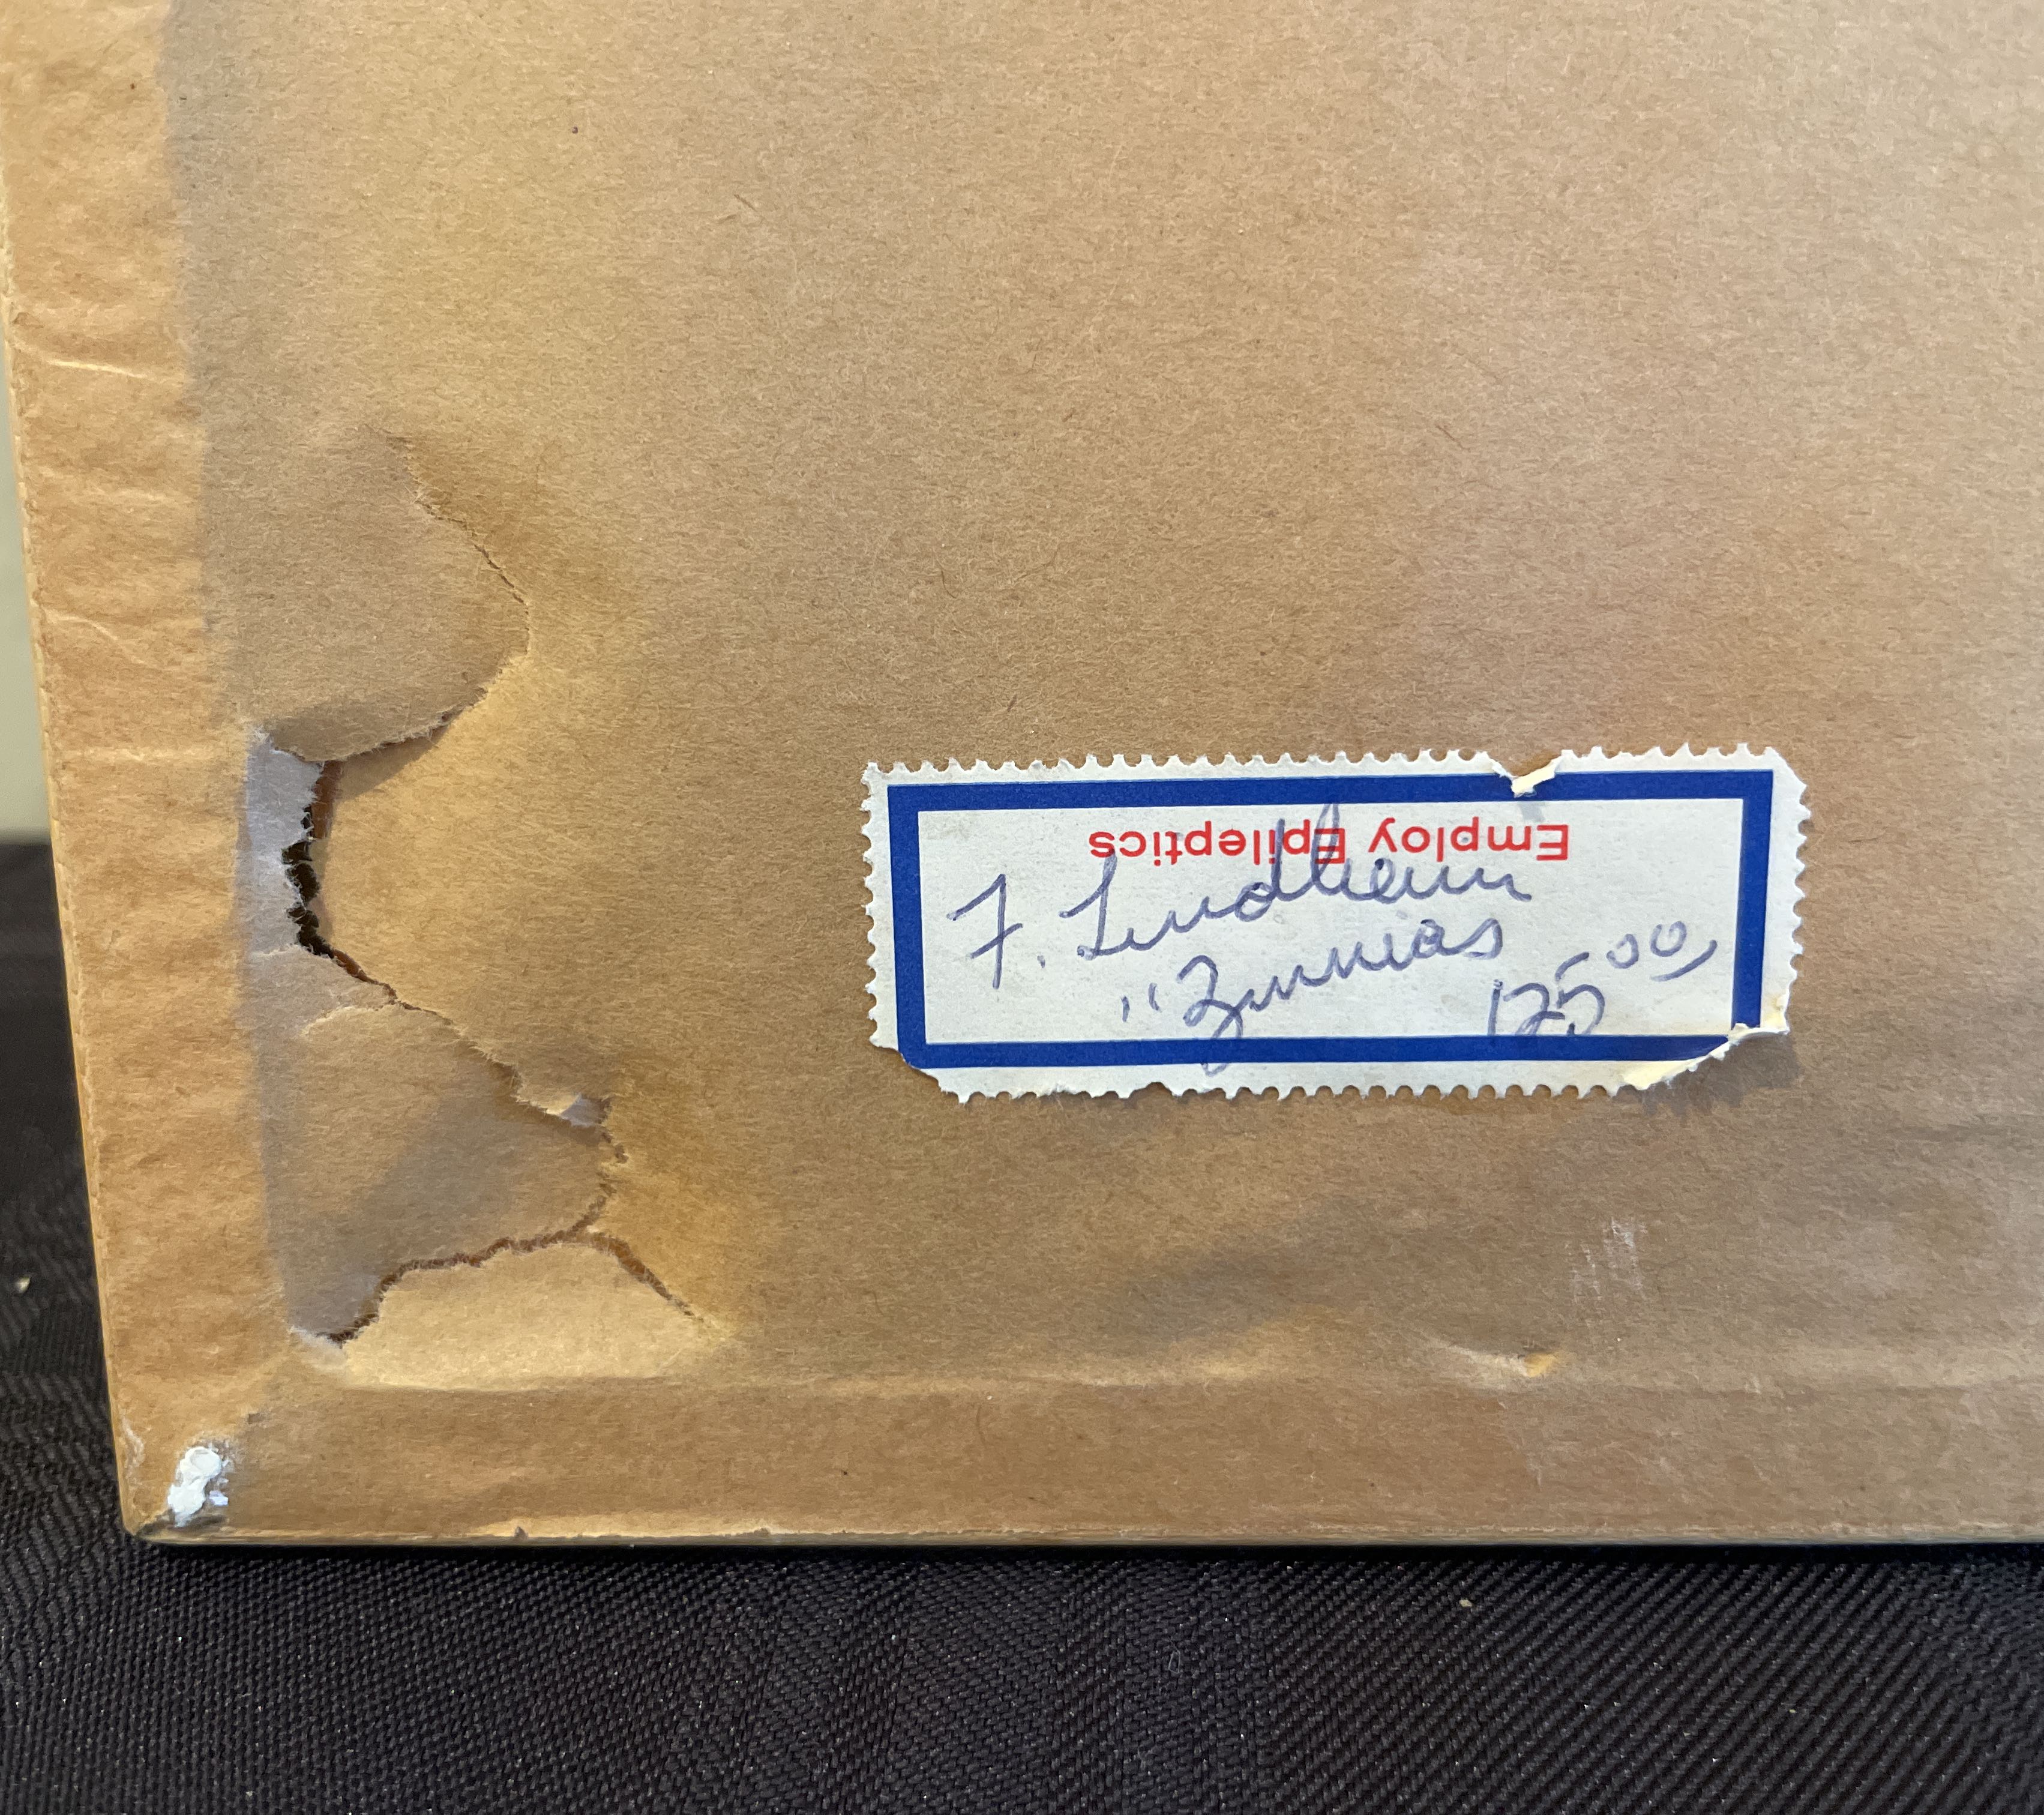 Employ Epileptics
F. Lindheim
"Zinnias
125 00